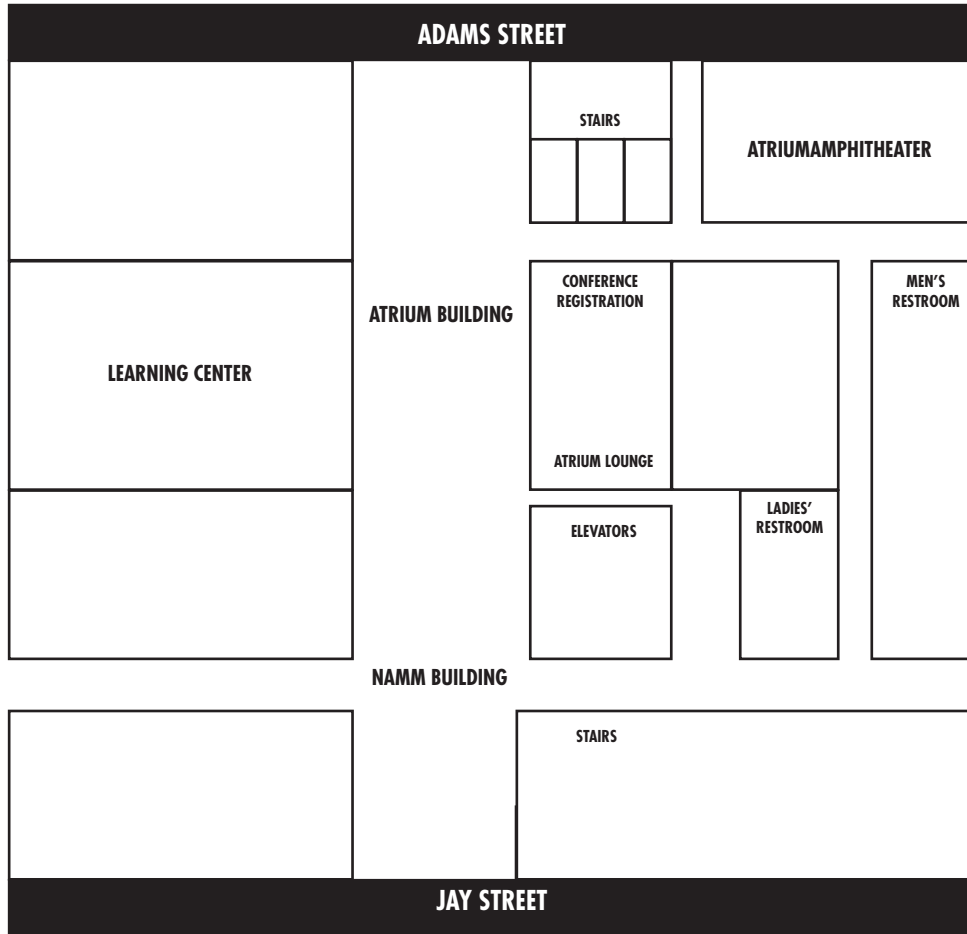 ADAMS STREET
STAIRS
ATRIUMAMPHITHEATER
CONFERENCE
REGISTRATION
MEN'S
RESTROOM
ATRIUM BUILDING
LEARNING CENTER
ATRIUM LOUNGE
LADIES'
RESTROOM
ELEVATORS
NAMM BUILDING
STAIRS
JAY STREET